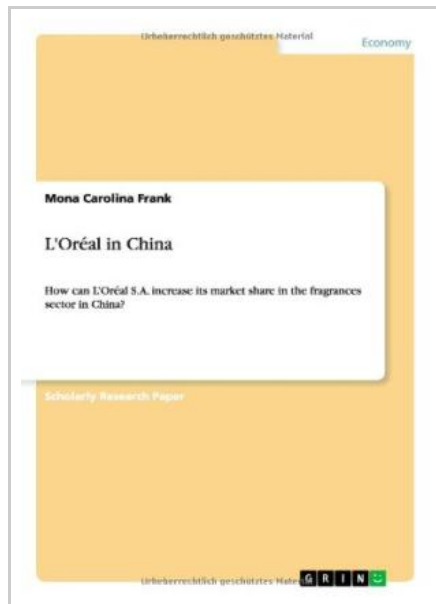 Urheberrechtlich geschütztes Material
Economy
Mona Carolina Frank
L'Oréal in China
How can L'Oréal S.A. increase its market share in the fragrances
sector in China?
Scholarly Research Paper
Urheberrechtlich geschütztes Mater
GRIN